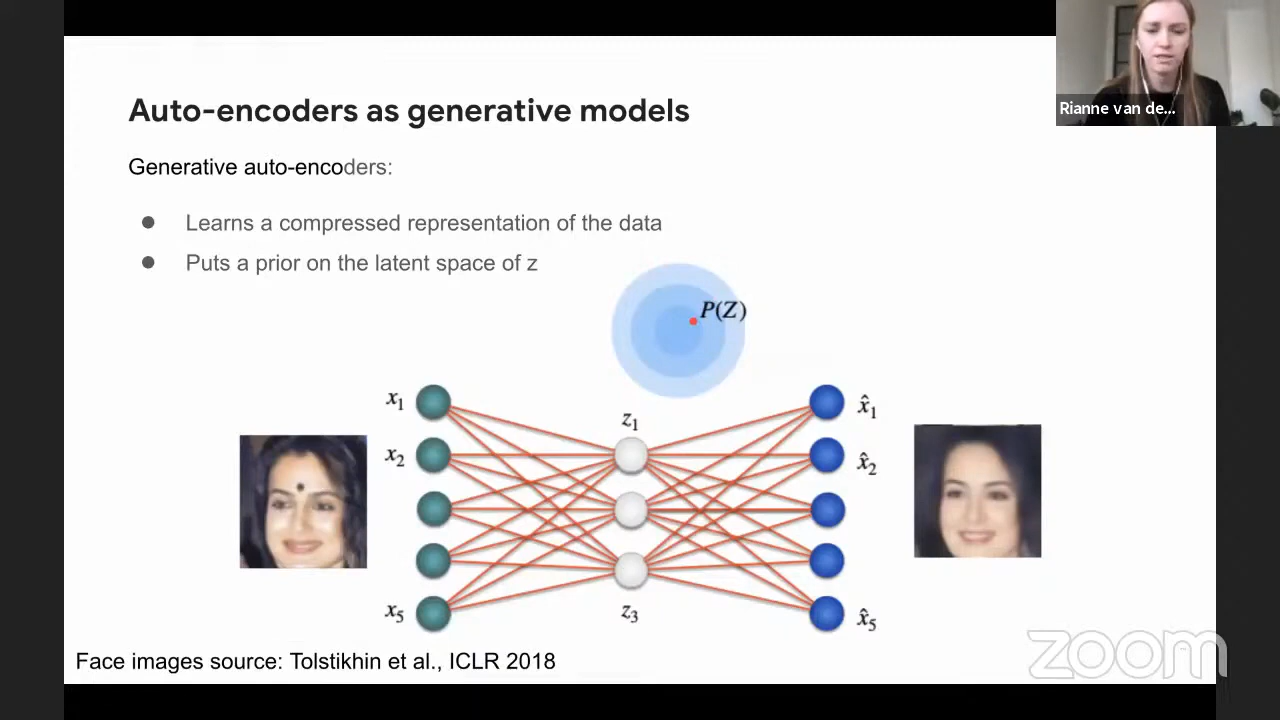 Rianne van de...
Auto-encoders as generative models
Generative auto-encoders:
● Learns a compressed representation of the data
● Puts a prior on the latent space of z
P(Z)
x₁
x₂
x₅
z₁
z₃
x̂₁
x̂₂
x̂₅
Face images source: Tolstikhin et al., ICLR 2018
zoom